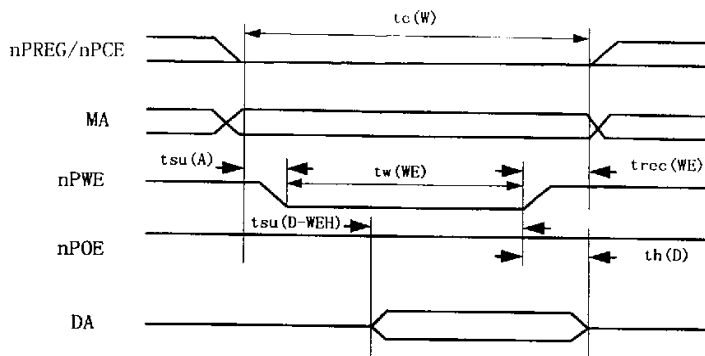 tc(W)
nPREG/nPCE
MA
tsu(A)
tw(WE)
trec(WE)
nPWE
tsu(D-WEH)
nPOE
th(D)
DA